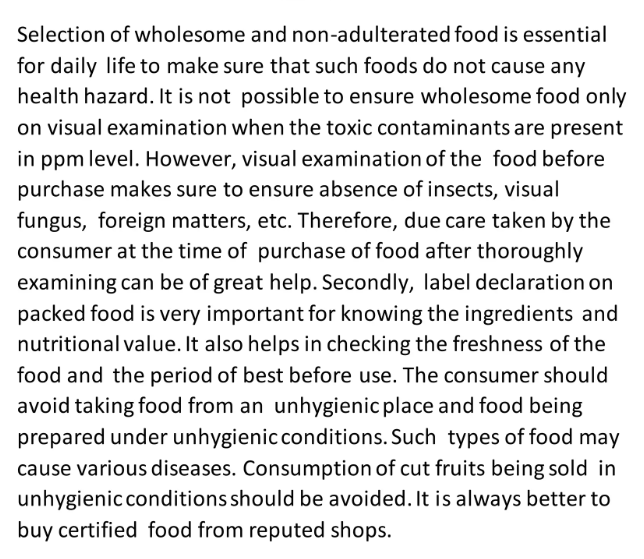 Selection of wholesome and non-adulterated food is essential
for daily life to make sure that such foods do not cause any
health hazard. It is not possible to ensure wholesome food only
on visual examination when the toxic contaminants are present
in ppm level. However, visual examination of the food before
purchase makes sure to ensure absence of insects, visual
fungus, foreign matters, etc. Therefore, due care taken by the
consumer at the time of purchase of food after thoroughly
examining can be of great help. Secondly, label declaration on
packed food is very important for knowing the ingredients and
nutritional value. It also helps in checking the freshness of the
food and the period of best before use. The consumer should
avoid taking food from an unhygienic place and food being
prepared under unhygienic conditions. Such types of food may
cause various diseases. Consumption of cut fruits being sold in
unhygienic conditions should be avoided. It is always better to
buy certified food from reputed shops.